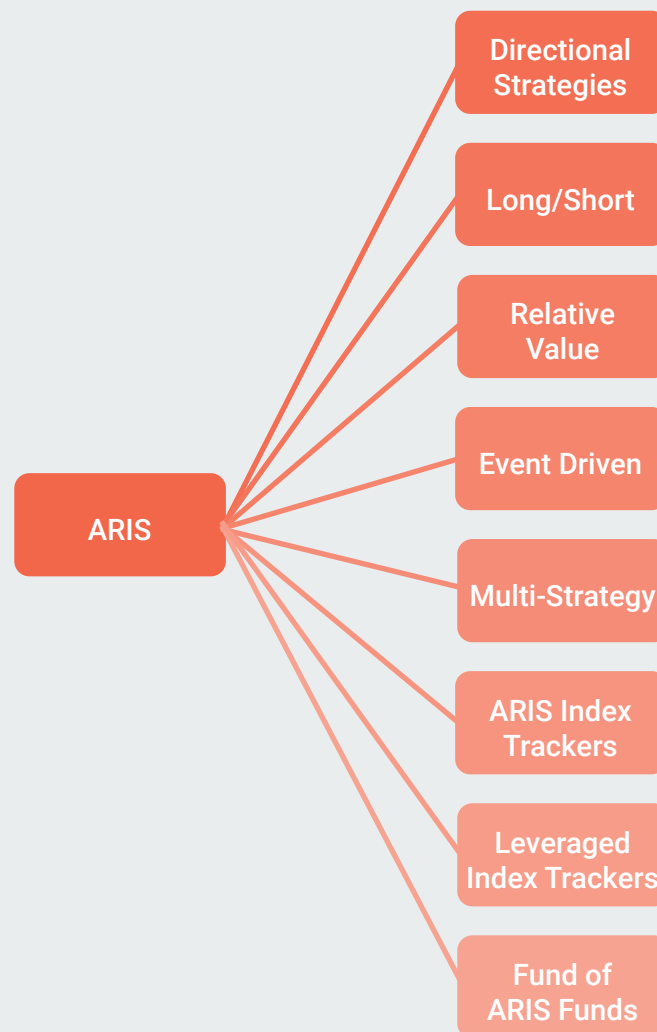 Directional
Strategies
Long/Short
Relative
Value
Event Driven
ARIS
Multi-Strategy
ARIS Index
Trackers
Leveraged
Index Trackers
Fund of
ARIS Funds